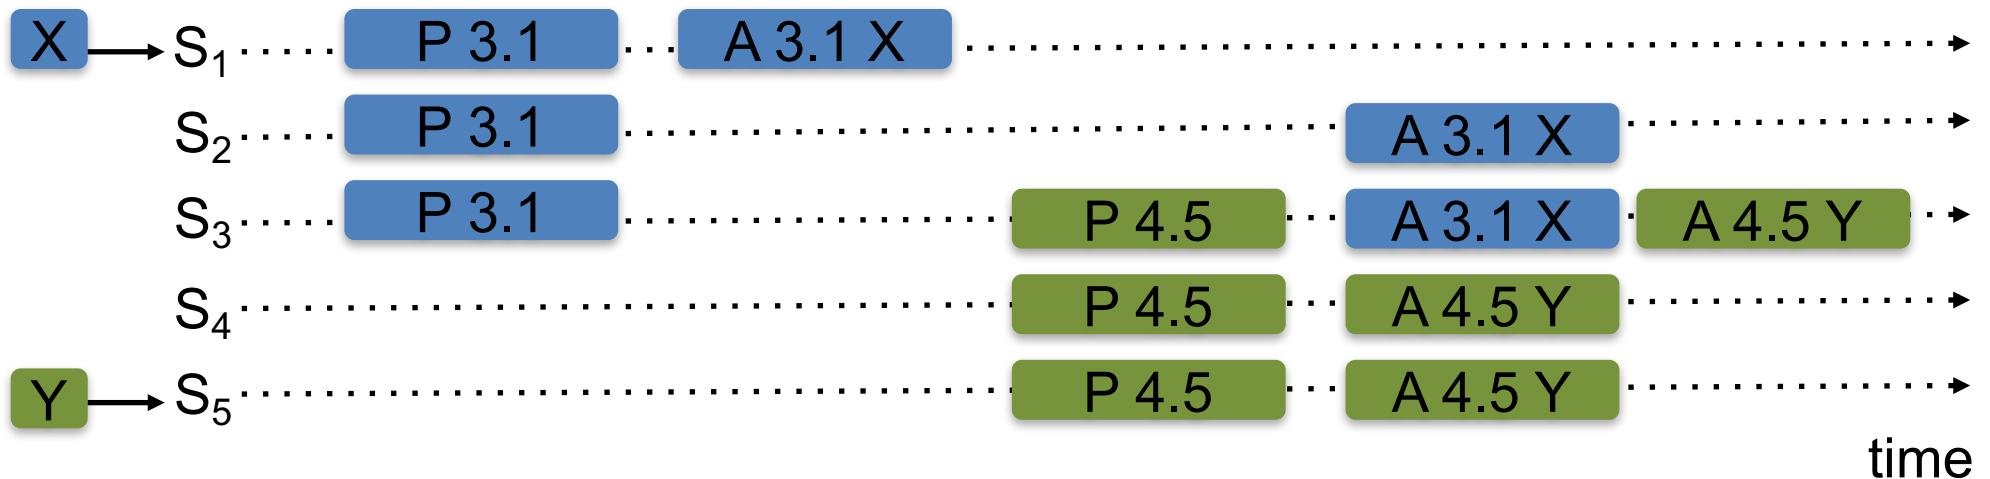 X S1 P 3.1 A 3.1 X
S2 P 3.1 A 3.1 X
S3 P 3.1 P 4.5 A 3.1 X A 4.5 Y
S4 P 4.5 A 4.5 Y
Y S5 P 4.5 A 4.5 Y
time